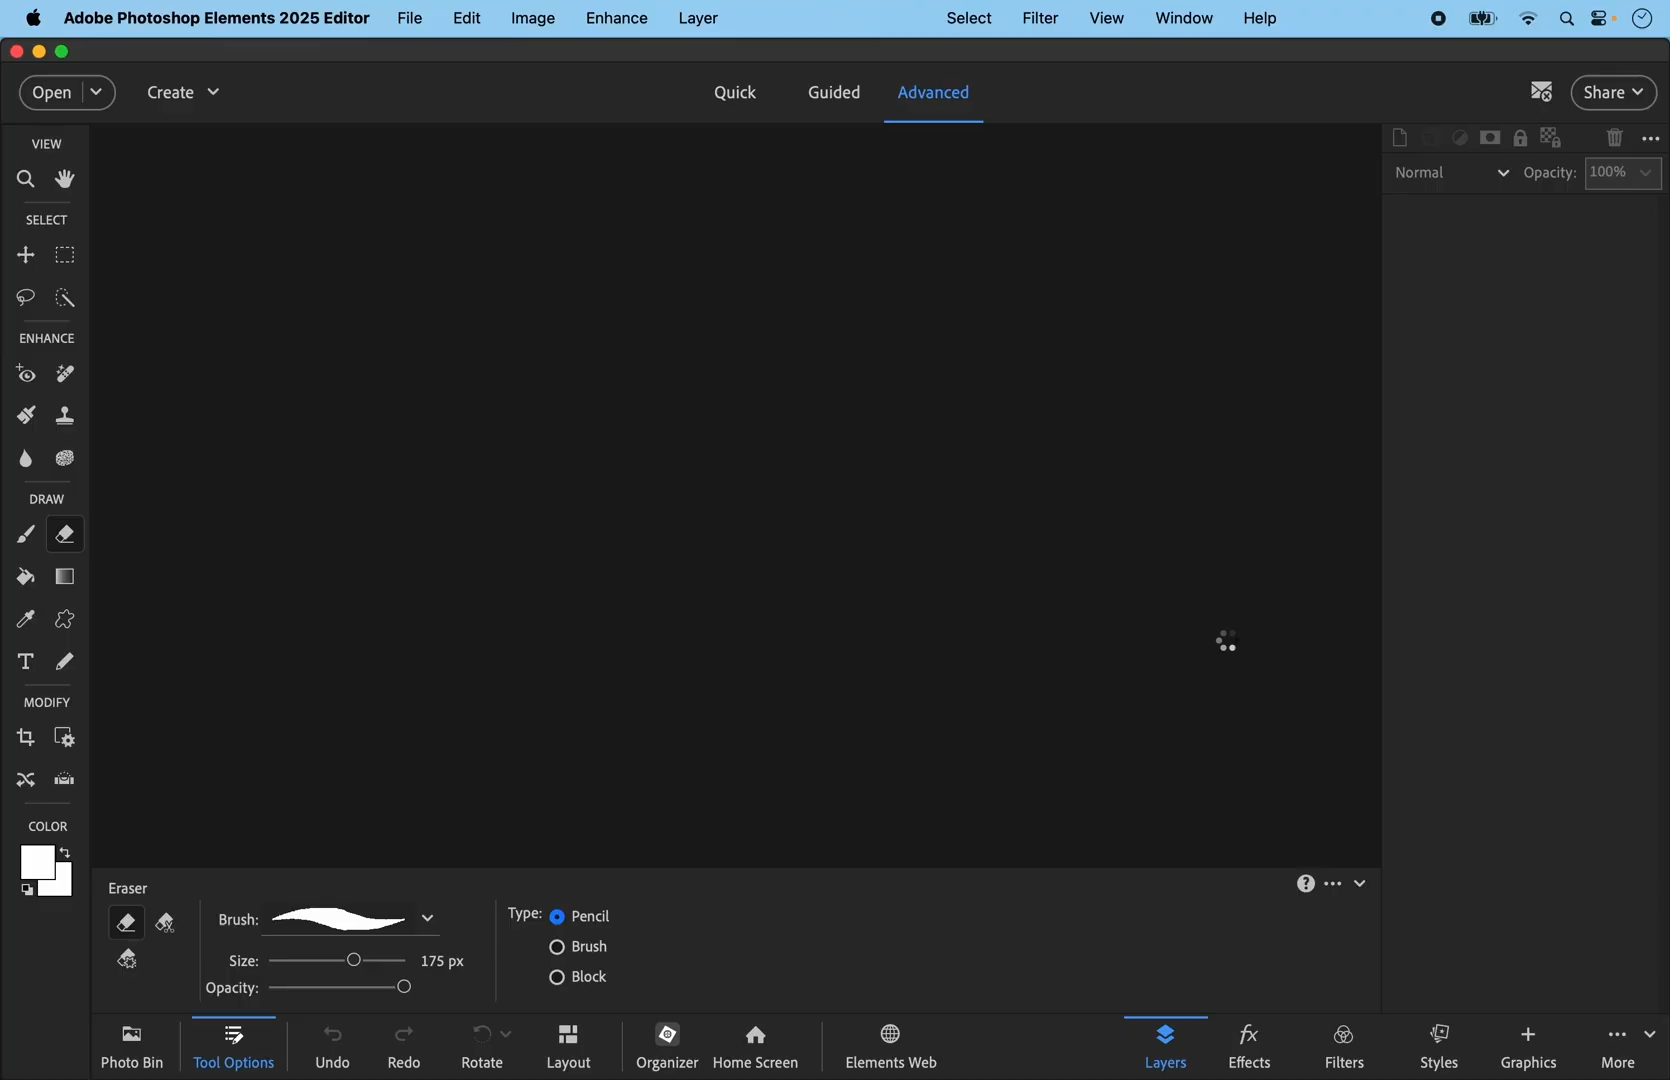 Adobe Photoshop Elements 2025 Editor File Edit Image Enhance Layer Select Filter View Window Help
Open Create Quick Guided Advanced Share
VIEW
SELECT
ENHANCE
DRAW
MODIFY
COLOR
Normal Opacity: 100%
Eraser
Brush:
Size: 175 px
Opacity:
Type: Pencil
Brush
Block
Photo Bin Tool Options Undo Redo Rotate Layout Organizer Home Screen Elements Web Layers Effects Filters Styles Graphics More